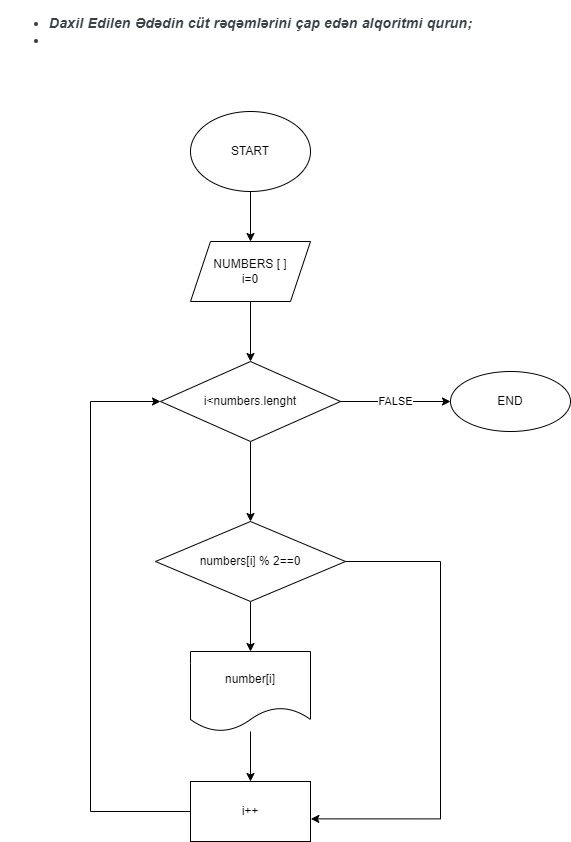 Daxil Edilen Ədədin cüt rəqəmlərini çap edən alqoritmi qurun;
START
NUMBERS [ ]
i=0
i<numbers.lenght
FALSE
END
numbers[i] % 2==0
number[i]
i++